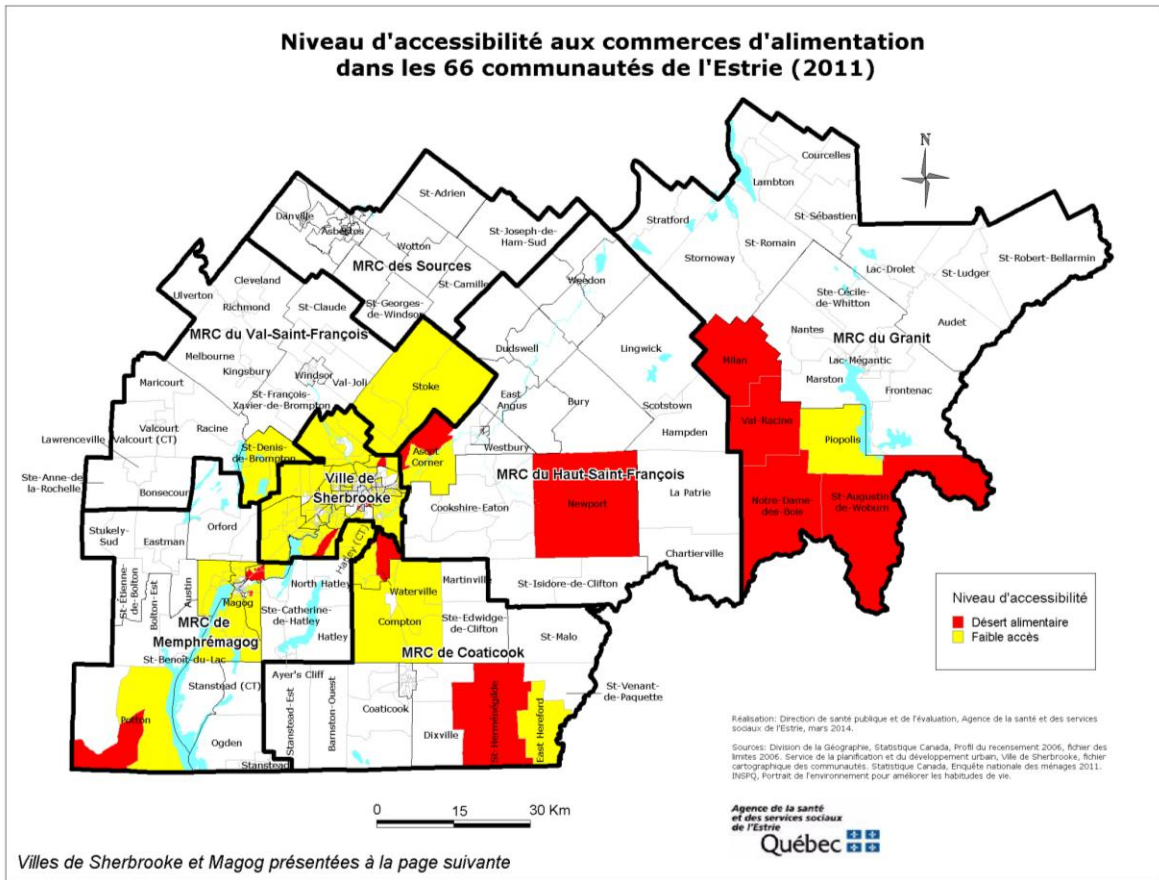 Niveau d'accessibilité aux commerces d'alimentation
dans les 66 communautés de l'Estrie (2011)
N
Courcelles
Lambton
St-Adrien
St-Sébastien
Stratford
Danville
Asbestos
St-Joseph-de-
Ham-Sud
Wotton
St-Romain
MRC des Sources
Stornoway
Lac-Drolet
St-Robert-Bellarmin
St-Ludger
Cleveland
St-Camille
Weedon
Ste-Cécile-
de-Whitton
Ulverton
Richmond
St-Claude
St-Georges-
de-Windsor
Audet
MRC du Val-Saint-François
Nantes
MRC du Granit
Dudswell
Lingwick
Milan
Melbourne
Kingsbury
Lac-Mégantic
Windsor
Val-Joli
Marston
Frontenac
Maricourt
St-François-
Xavier-de-Brompton
Stoke
East
Angus
Bury
Scotstown
Valcourt
Racine
Val-Racine
Lawrenceville
Valcourt (CT)
St-Denis-
de-Brompton
Ascot
Corner
Westbury
Hampden
Piopolis
Ste-Anne-de
la-Rochelle
Ville de
Sherbrooke
MRC du Haut-Saint-François
Bonsecour
La Patrie
Notre-Dame-
des-Bois
St-Augustin
de-Woburn
Newport
Cookshire-Eaton
Stukely-
Sud
Orford
Eastman
Hatley (CT)
Chartierville
St-Etienne-
de-Bolton
Bolton-Est
Austin
Magog
North Hatley
Waterville
Martinville
St-Isidore-de-Clifton
Ste-Catherine-
de-Hatley
Compton
Ste-Edwidge-
de-Clifton
MRC de
Memphrémagog
Hatley
St-Malo
MRC de Coaticook
St-Benoît-du-Lac
Stanstead (CT)
Ayer's Cliff
St-Venant-
de-Paquette
Potton
Stanstead-Est
Barnston-Ouest
Coaticook
Dixville
St-Herménégilde
East Hereford
Ogden
Stanstead
Niveau d'accessibilité
Désert alimentaire
Faible accès
Réalisation: Direction de santé publique et de l'évaluation, Agence de la santé et des services
sociaux de l'Estrie, mars 2014.
Sources: Division de la Géographie, Statistique Canada, Profil du recensement 2006, fichier des
limites 2006. Service de la planification et du développement urbain, Ville de Sherbrooke, fichier
cartographique des communautés. Statistique Canada, Enquête nationale des ménages 2011.
INSPQ, Portrait de l'environnement pour améliorer les habitudes de vie.
0 15 30 Km
Agence de la santé
et des services sociaux
de l'Estrie
Québec
Villes de Sherbrooke et Magog présentées à la page suivante